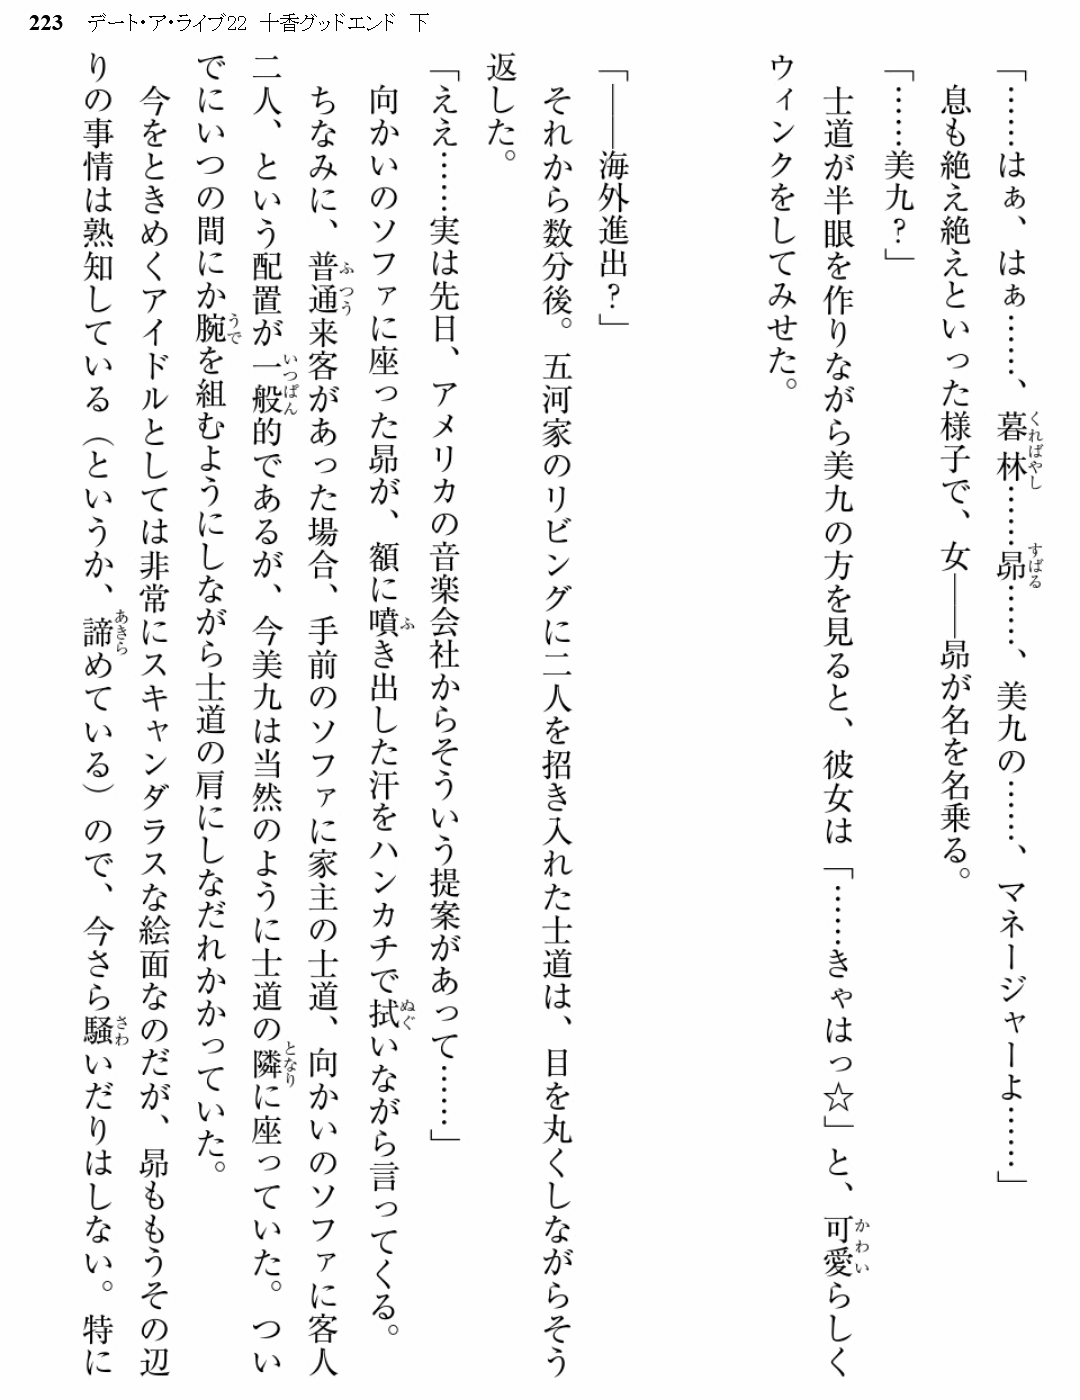 223 デート・ア・ライブ22 十香グッドエンド 下
「……はぁ、はぁ……、暮林……昴……、美九の……、マネージャーよ……」
息も絶え絶えといった様子で、女――昴が名を名乗る。
「……美九？」
士道が半眼を作りながら美九の方を見ると、彼女は「……きゃはっ☆」と、可愛らしく
ウィンクをしてみせた。
「――海外進出？」
それから数分後。五河家のリビングに二人を招き入れた士道は、目を丸くしながらそう
返した。
「ええ……実は先日、アメリカの音楽会社からそういう提案があって……」
向かいのソファに座った昴が、額に噴き出した汗をハンカチで拭いながら言ってくる。
ちなみに、普通来客があった場合、手前のソファに家主の士道、向かいのソファに客人
二人、という配置が一般的であるが、今美九は当然のように士道の隣に座っていた。つい
でにいつの間にか腕を組むようにしながら士道の肩にしなだれかかっていた。
今をときめくアイドルとしては非常にスキャンダラスな絵面なのだが、昴ももうその辺
りの事情は熟知している（というか、諦めている）ので、今さら騒いだりはしない。特に